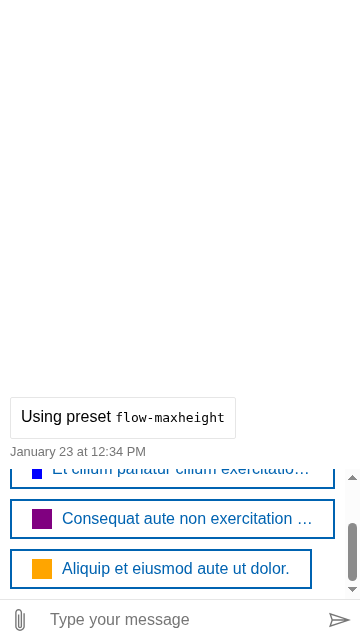 Using preset flow-maxheight
January 23 at 12:34 PM
Et cillum pariatur cillum exercitatio…
Consequat aute non exercitation …
Aliquip et eiusmod aute ut dolor.
Type your message